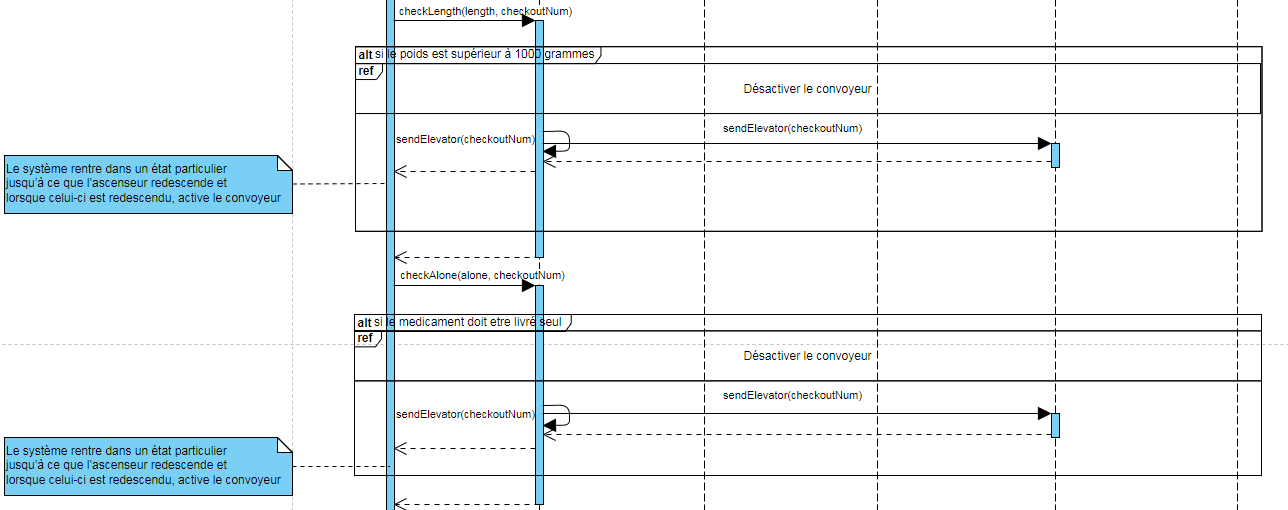 checkLength(length, checkoutNum)
alt si le poids est supérieur à 1000 grammes
ref
Désactiver le convoyeur
sendElevator(checkoutNum)
sendElevator(checkoutNum)
Le système rentre dans un état particulier
jusqu'à ce que l'ascenseur redescende et
lorsque celui-ci est redescendu, active le convoyeur
checkAlone(alone, checkoutNum)
alt si le medicament doit etre livré seul
ref
Désactiver le convoyeur
sendElevator(checkoutNum)
sendElevator(checkoutNum)
Le système rentre dans un état particulier
jusqu'à ce que l'ascenseur redescende et
lorsque celui-ci est redescendu, active le convoyeur